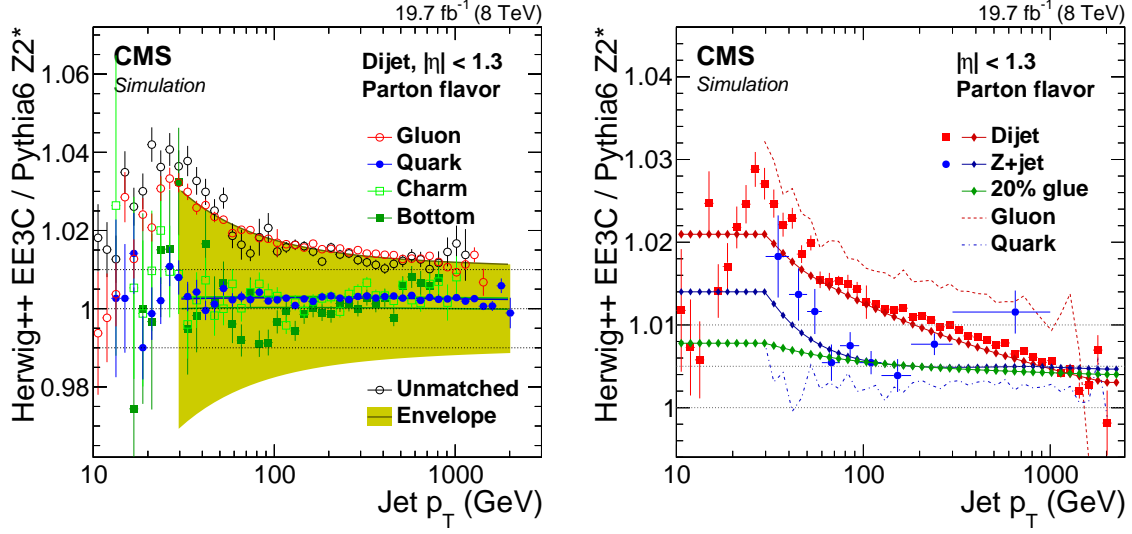 19.7 fb⁻¹ (8 TeV)
Herwig++ EE3C / Pythia6 Z2*
CMS
Simulation
Dijet, |η| < 1.3
Parton flavor
Gluon
Quark
Charm
Bottom
Unmatched
Envelope
1.06
1.04
1.02
1
0.98
10
100
1000
Jet p_T (GeV)
19.7 fb⁻¹ (8 TeV)
Herwig++ EE3C / Pythia6 Z2*
CMS
Simulation
|η| < 1.3
Parton flavor
Dijet
Z+jet
20% glue
Gluon
Quark
1.04
1.03
1.02
1.01
1
10
100
1000
Jet p_T (GeV)